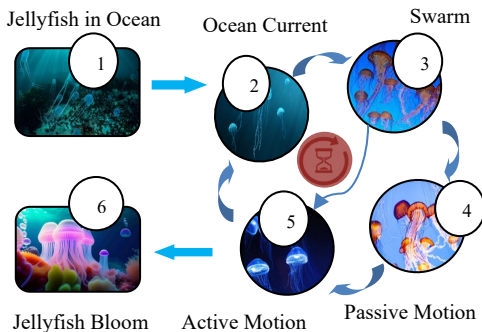 Jellyfish in Ocean
1
Ocean Current
2
Swarm
3
4
Passive Motion
5
Active Motion
6
Jellyfish Bloom